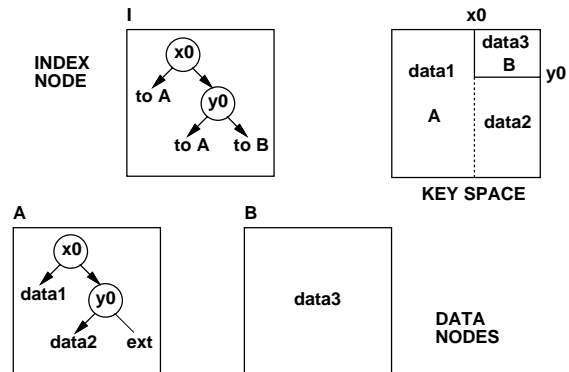 I
INDEX
NODE
x0
to A
y0
to A
to B
x0
data3
B
data1
y0
A
data2
KEY SPACE
A
x0
data1
y0
data2
ext
B
data3
DATA
NODES